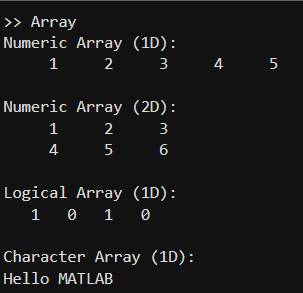 >> Array
Numeric Array (1D):
1 2 3 4 5
Numeric Array (2D):
1 2 3
4 5 6
Logical Array (1D):
1 0 1 0
Character Array (1D):
Hello MATLAB